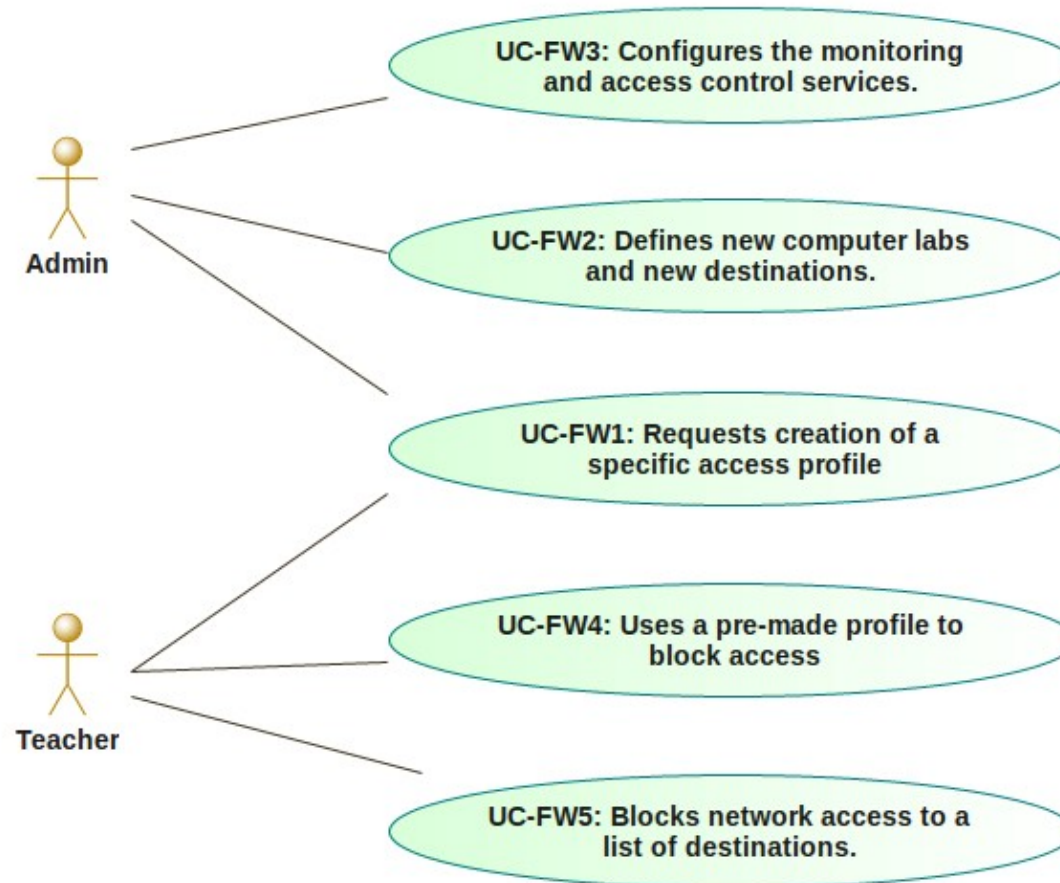 UC-FW3: Configures the monitoring
and access control services.
Admin
UC-FW2: Defines new computer labs
and new destinations.
UC-FW1: Requests creation of a
specific access profile
UC-FW4: Uses a pre-made profile to
block access
Teacher
UC-FW5: Blocks network access to a
list of destinations.